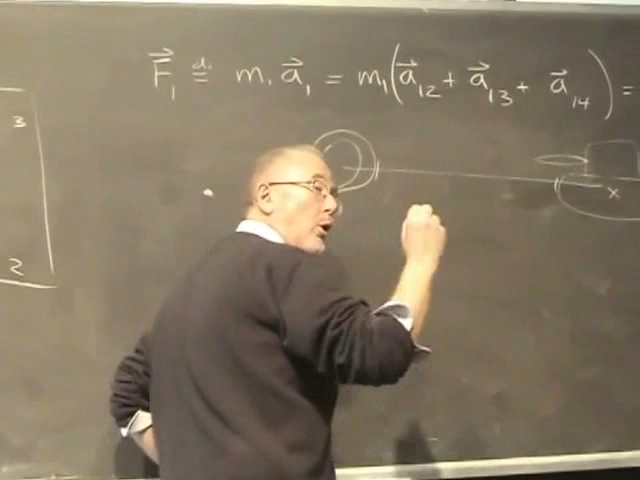 F⃗₁ ᵈ·= m₁ a⃗₁ = m₁(a⃗₁₂ + a⃗₁₃ + a⃗₁₄) =
3
x
2